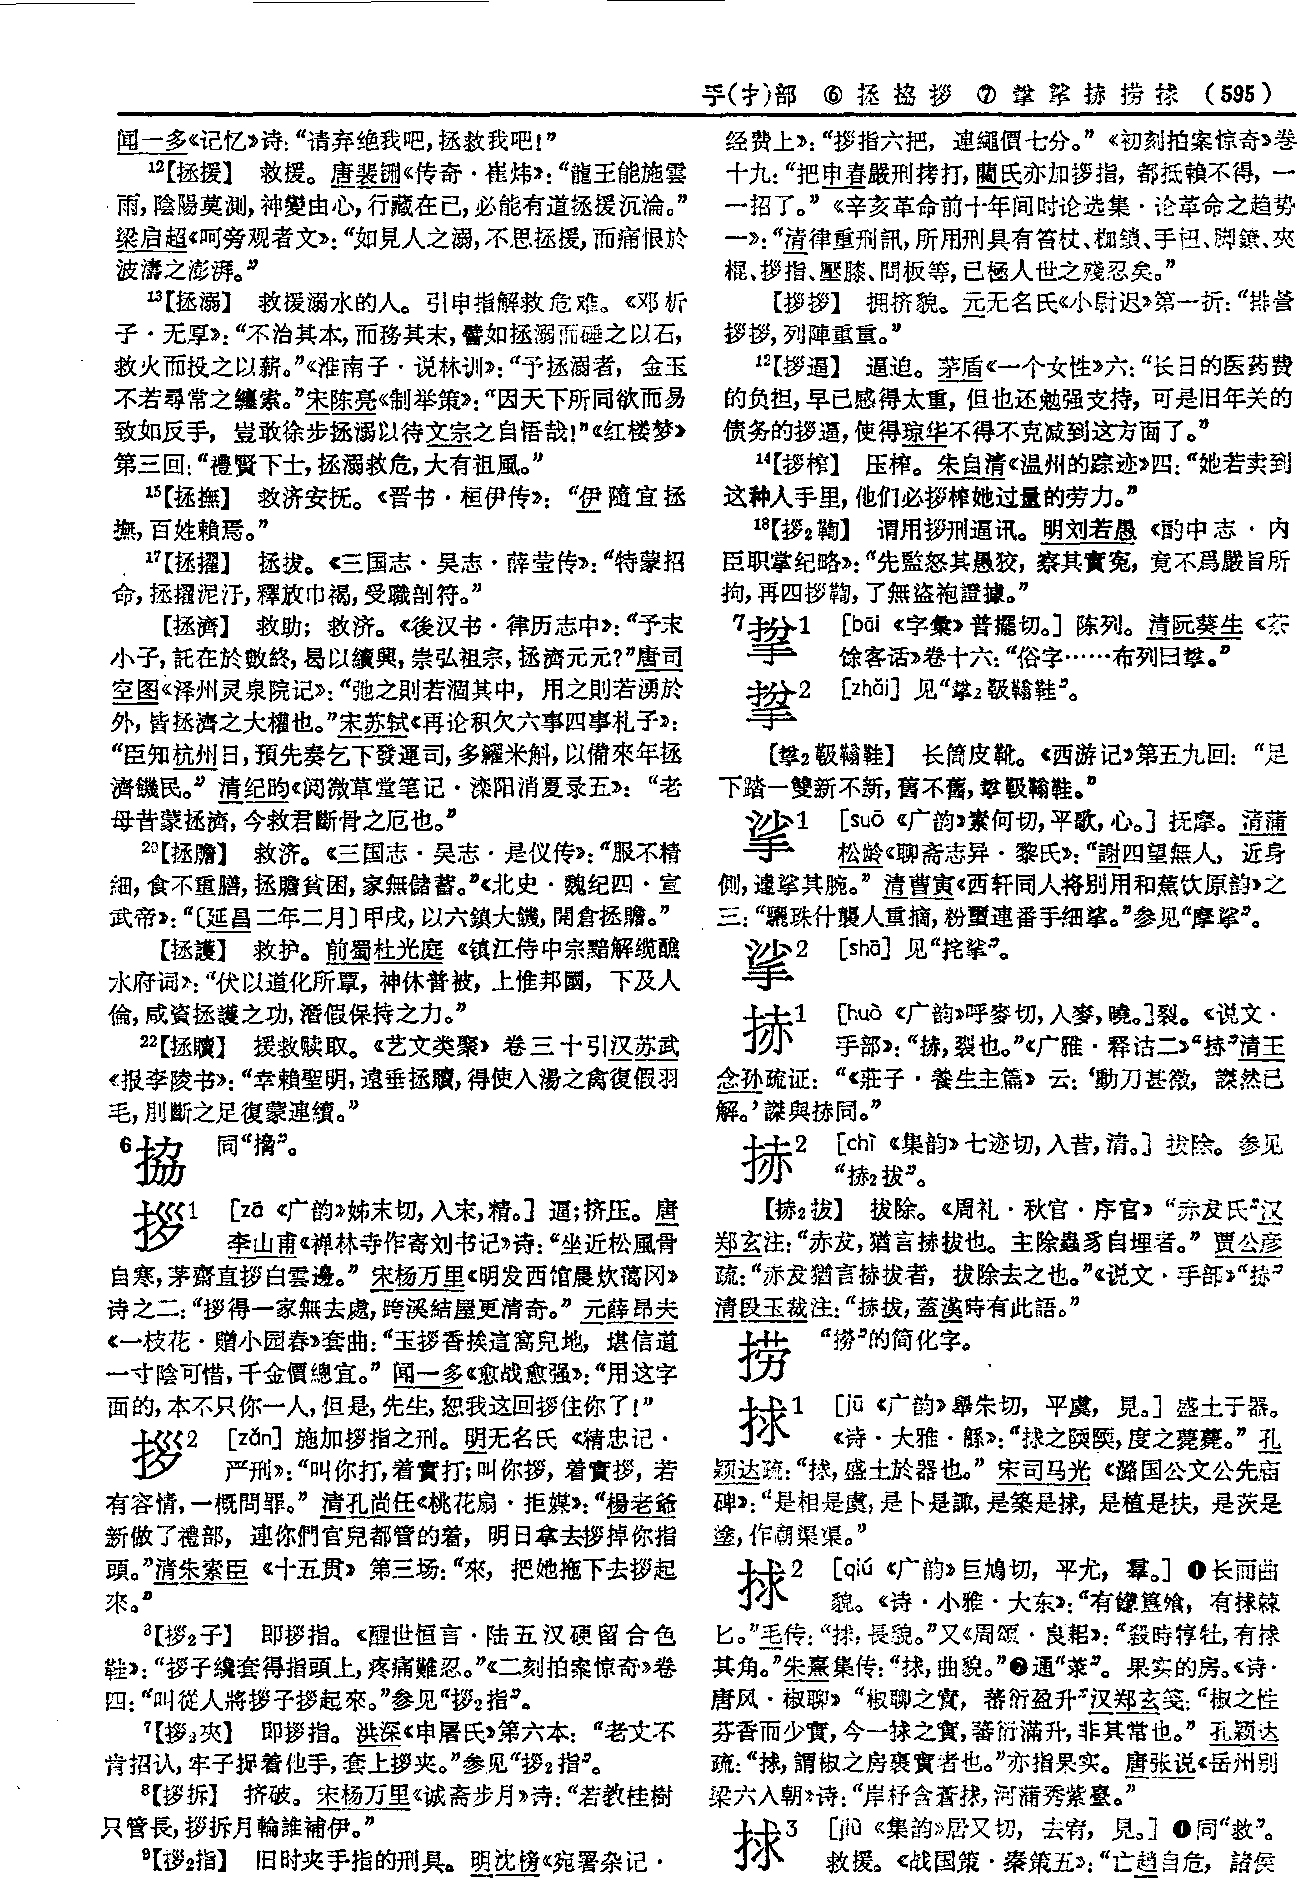 手(扌)部 ⑥拯拹拶 ⑦挈挲捇捞捄 (595)
闻一多《记忆》诗:“请弃绝我吧,拯救我吧!”
12【拯援】 救援。唐裴铏《传奇·崔炜》:“龍王能施雲
雨,陰陽莫測,神變由心,行藏在已,必能有道拯援沉淪。”
梁启超《呵旁观者文》:“如見人之溺,不思拯援,而痛恨於
波濤之澎湃。”
13【拯溺】 救援溺水的人。引申指解救危难。《邓析
子·无厚》:“不治其本,而務其末,譬如拯溺而硾之以石,
救火而投之以薪。”《淮南子·说林训》:“予拯溺者,金玉
不若尋常之纆索。”宋陈亮《制举策》:“因天下所同欲而易
致如反手,豈敢徐步拯溺以待文宗之自悟哉!”《红楼梦》
第三回:“禮賢下士,拯溺救危,大有祖風。”
15【拯撫】 救济安抚。《晋书·桓伊传》:“伊隨宜拯
撫,百姓賴焉。”
17【拯擢】 拯拔。《三国志·吴志·薛莹传》:“特蒙招
命,拯擢泥汙,釋放巾褐,受職剖符。”
【拯濟】 救助;救济。《後汉书·律历志中》:“予末
小子,託在於數終,曷以續興,崇弘祖宗,拯濟元元?”唐司
空图《泽州灵泉院记》:“弛之則若涸其中,用之則若湧於
外,皆拯濟之大權也。”宋苏轼《再论积欠六事四事札子》:
“臣知杭州日,預先奏乞下發運司,多糴米斛,以備來年拯
濟饑民。” 清纪昀《阅微草堂笔记·滦阳消夏录五》:“老
母昔蒙拯濟,今救君斷骨之厄也。”
20【拯贍】 救济。《三国志·吴志·是仪传》:“服不精
細,食不重膳,拯贍貧困,家無儲蓄。”《北史·魏纪四·宣
武帝》:“〔延昌二年二月〕甲戌,以六鎮大饑,開倉拯贍。”
【拯護】 救护。前蜀杜光庭《镇江侍中宗黯解缆醮
水府词》:“伏以道化所覃,神休普被,上惟邦國,下及人
倫,咸資拯護之功,潛假保持之力。”
22【拯贖】 援救赎取。《艺文类聚》卷三十引汉苏武
《报李陵书》:“幸賴聖明,遠垂拯贖,得使入湯之禽復假羽
毛,刖斷之足復蒙連續。”
6拹 同“搚”。
拶1 [zā《广韵》姊末切,入末,精。] 逼;挤压。唐
李山甫《禅林寺作寄刘书记》诗:“坐近松風骨
自寒,茅齋直拶白雲邊。” 宋杨万里《明发西馆晨炊蔼冈》
诗之二:“拶得一家無去處,跨溪結屋更清奇。” 元薛昂夫
《一枝花·赠小园春》套曲:“玉拶香挨這窩兒地,堪信道
一寸陰可惜,千金價總宜。” 闻一多《愈战愈强》:“用这字
面的,本不只你一人,但是,先生,恕我这回拶住你了!”
拶2 [zǎn] 施加拶指之刑。明无名氏《精忠记·
严刑》:“叫你打,着實打;叫你拶,着實拶,若
有容情,一概問罪。” 清孔尚任《桃花扇·拒媒》:“楊老爺
新做了禮部,連你們官兒都管的着,明日拿去拶掉你指
頭。”清朱素臣《十五贯》第三场:“來,把她拖下去拶起
來。”
3【拶2子】 即拶指。《醒世恒言·陆五汉硬留合色
鞋》:“拶子纔套得指頭上,疼痛難忍。”《二刻拍案惊奇》卷
四:“叫從人將拶子拶起來。”参见“拶2指”。
7【拶2夾】 即拶指。洪深《申屠氏》第六本:“老文不
肯招认,牢子捉着他手,套上拶夹。”参见“拶2指”。
8【拶拆】 挤破。宋杨万里《诚斋步月》诗:“若教桂樹
只管長,拶拆月輪誰補伊。”
9【拶2指】 旧时夹手指的刑具。明沈榜《宛署杂记·
经费上》:“拶指六把,連繩價七分。”《初刻拍案惊奇》卷
十九:“把申春嚴刑拷打,蘭氏亦加拶指,都抵賴不得,一
一招了。”《辛亥革命前十年间时论选集·论革命之趋势
一》:“清律重刑訊,所用刑具有笞杖、枷鎖、手杻、脚鐐、夾
棍、拶指、壓膝、問板等,已極人世之殘忍矣。”
【拶拶】 拥挤貌。元无名氏《小尉迟》第一折:“排營
拶拶,列陣重重。”
12【拶逼】 逼迫。茅盾《一个女性》六:“长日的医药费
的负担,早已感得太重,但也还勉强支持,可是旧年关的
债务的拶逼,使得琼华不得不克减到这方面了。”
14【拶榨】 压榨。朱自清《温州的踪迹》四:“她若卖到
这种人手里,他们必拶榨她过量的劳力。”
18【拶2鞫】 谓用拶刑逼讯。明刘若愚《酌中志·内
臣职掌纪略》:“先監怒其愚狡,察其實冤,竟不爲嚴旨所
拘,再四拶鞫,了無盜袍證據。”
7 1 [bāi《字彙》普擺切。] 陈列。清阮葵生《茶
馀客话》卷十六:“俗字……布列曰
2 [zhāi] 见
长筒皮靴。《西游记》第五九回:“足
下踏一雙新不新,舊不舊,
挲1 [suō《广韵》素何切,平歌,心。] 抚摩。清蒲
松龄《聊斋志异·黎氏》:“謝四望無人,近身
側,遽挲其腕。” 清曹寅《西轩同人将别用和蕉饮原韵》之
三:“驪珠什襲人重摘,粉蠒連番手细挲。”参见“摩挲”。
挲2 [shā] 见“挓挲”。
捇1 [huò《广韵》呼麥切,入麥,曉。]裂。《说文·
手部》:“捇,裂也。”《广雅·释诂二》“捇”清王
念孙疏证:“《莊子·養生主篇》云:‘動刀甚微,謋然已
解。’謋與捇同。”
捇2 [chì《集韵》七迹切,入昔,清。] 拔除。参见
“捇2拔”。
【捇2拔】 拔除。《周礼·秋官·序官》“赤犮氏”汉
郑玄注:“赤犮,猶言捇拔也。主除蟲豸自埋者。” 贾公彦
疏:“赤犮猶言捇拔者,拔除去之也。”《说文·手部》“捇”
清段玉裁注:“捇拔,蓋漢時有此語。”
捞 “撈”的简化字。
捄1 [jū《广韵》舉朱切,平虞,見。] 盛土于器。
《诗·大雅·緜》:“捄之陾陾,度之薨薨。” 孔
颖达疏:“捄,盛土於器也。” 宋司马光《潞国公文公先庙
碑》:“是相是虞,是卜是諏,是築是捄,是植是扶,是茨是
塗,作廟渠渠。”
捄2 [qiú《广韵》巨鳩切,平尤,羣。] ❶长而曲
貌。《诗·小雅·大东》:“有饛簋飧,有捄棘
匕。”毛传:“捄,長貌。”又《周頌·良耜》:“殺時犉牡,有捄
其角。”朱熹集传:“捄,曲貌。”❷通“莍”。果实的房。《诗·
唐风·椒聊》“椒聊之實,蕃衍盈升”汉郑玄笺:“椒之性
芬香而少實,今一捄之實,蕃衍滿升,非其常也。” 孔颖达
疏:“捄,謂椒之房裹實者也。”亦指果实。唐张说《岳州别
梁六入朝》诗:“岸杼含蒼捄,河蒲秀紫臺。”
捄3 [jiù《集韵》居又切,去宥,見。] ❶同“救”。
救援。《战国策·秦策五》:“亡趙自危,諸侯